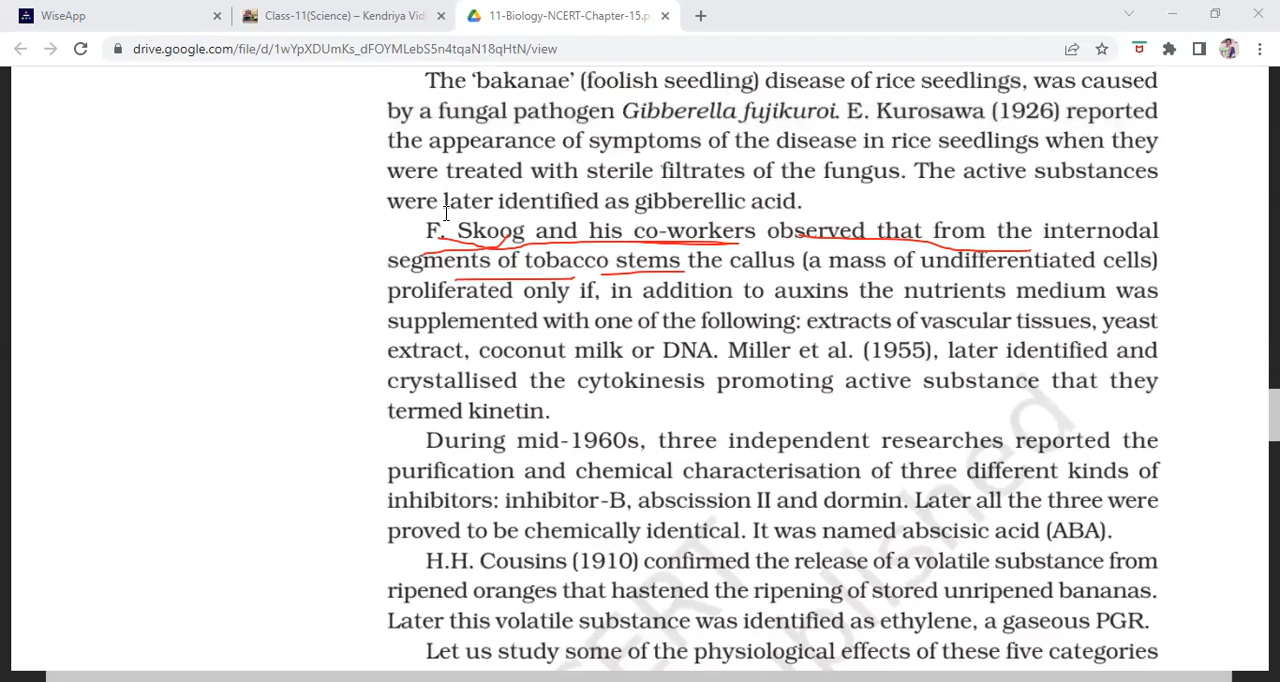 WiseApp
Class-11(Science) – Kendriya Vid
11-Biology-NCERT-Chapter-15.p
drive.google.com/file/d/1wYpXDUmKs_dFOYMLebS5n4tqaN18qHtN/view
The ‘bakanae’ (foolish seedling) disease of rice seedlings, was caused
by a fungal pathogen Gibberella fujikuroi. E. Kurosawa (1926) reported
the appearance of symptoms of the disease in rice seedlings when they
were treated with sterile filtrates of the fungus. The active substances
were later identified as gibberellic acid.
F. Skoog and his co-workers observed that from the internodal
segments of tobacco stems the callus (a mass of undifferentiated cells)
proliferated only if, in addition to auxins the nutrients medium was
supplemented with one of the following: extracts of vascular tissues, yeast
extract, coconut milk or DNA. Miller et al. (1955), later identified and
crystallised the cytokinesis promoting active substance that they
termed kinetin.
During mid-1960s, three independent researches reported the
purification and chemical characterisation of three different kinds of
inhibitors: inhibitor-B, abscission II and dormin. Later all the three were
proved to be chemically identical. It was named abscisic acid (ABA).
H.H. Cousins (1910) confirmed the release of a volatile substance from
ripened oranges that hastened the ripening of stored unripened bananas.
Later this volatile substance was identified as ethylene, a gaseous PGR.
Let us study some of the physiological effects of these five categories